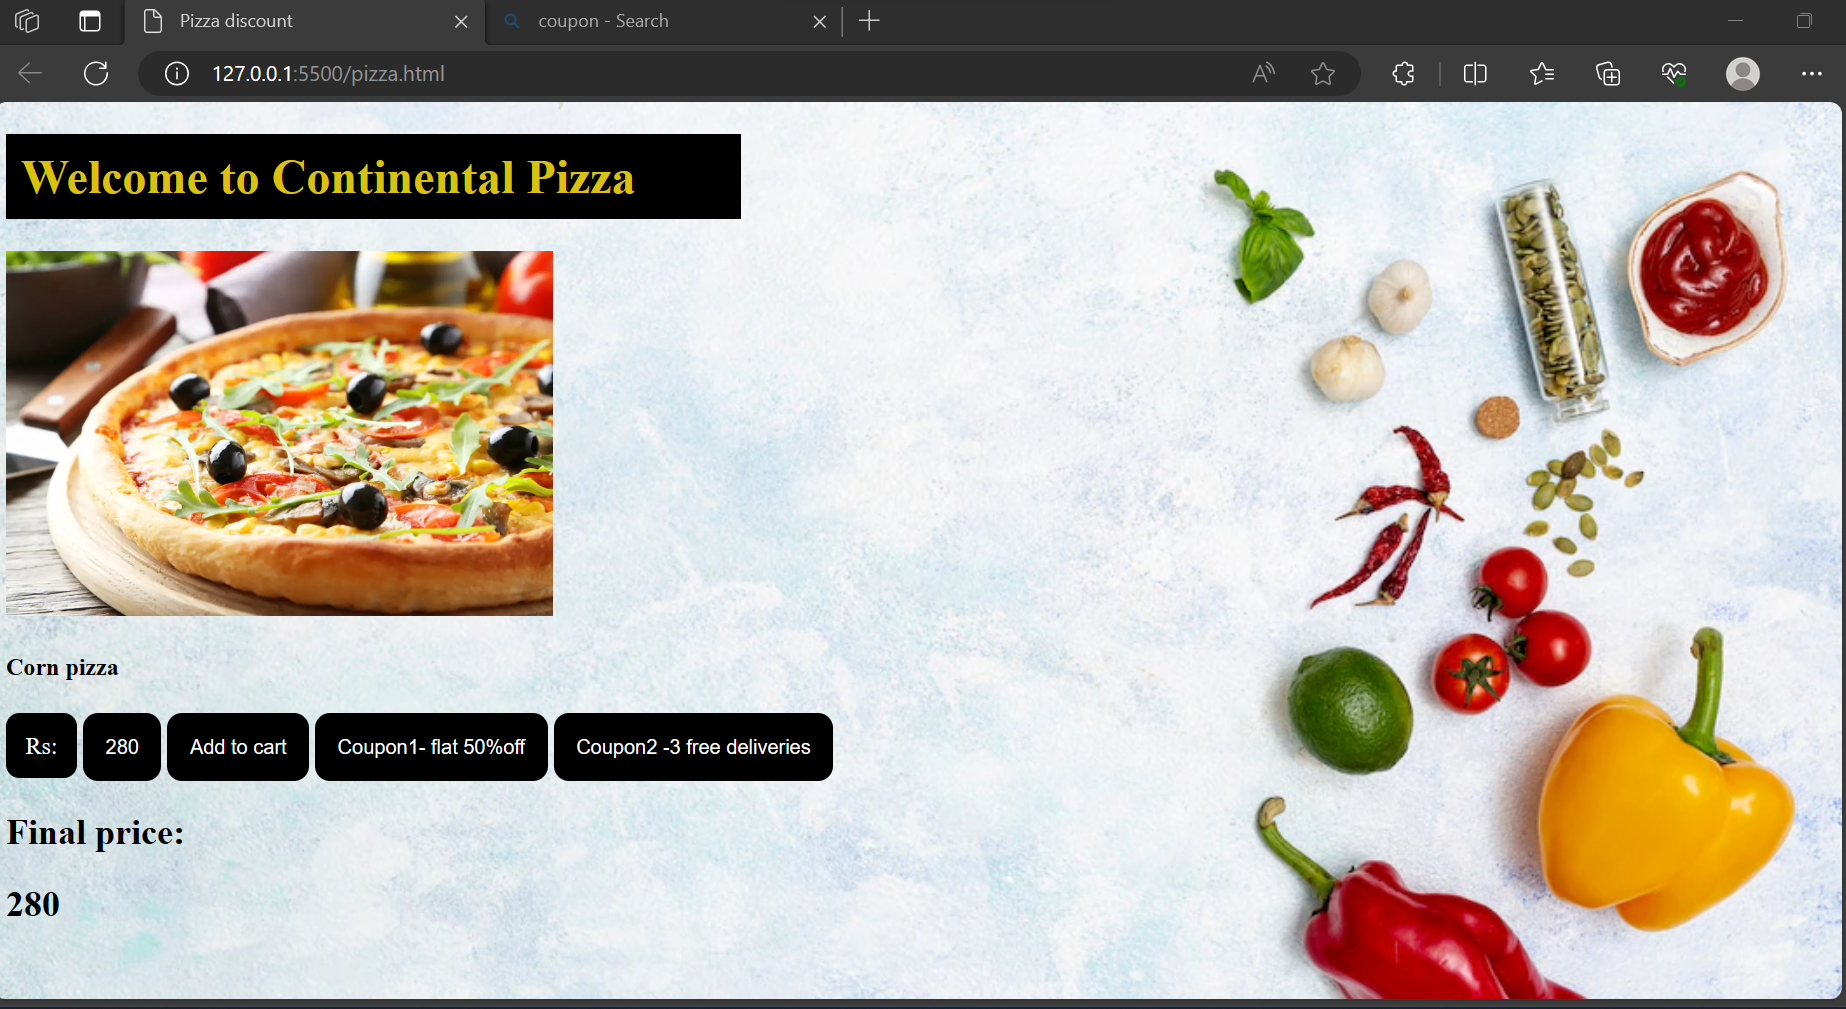 Pizza discount
coupon - Search
127.0.0.1:5500/pizza.html
Welcome to Continental Pizza
Corn pizza
Rs: 280 Add to cart Coupon1- flat 50%off Coupon2 -3 free deliveries
Final price:
280